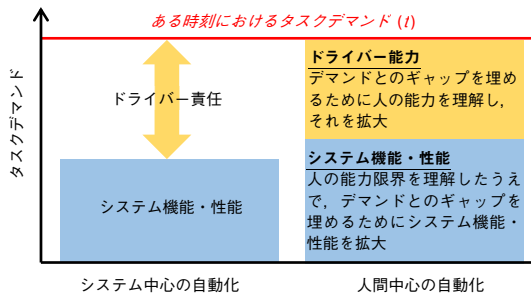 ある時刻におけるタスクデマンド (t)
タスクデマンド
ドライバー責任
システム機能・性能
ドライバー能力
デマンドとのギャップを埋め
るために人の能力を理解し,
それを拡大
システム機能・性能
人の能力限界を理解したうえ
で, デマンドとのギャップを
埋めるためにシステム機能・
性能を拡大
システム中心の自動化
人間中心の自動化